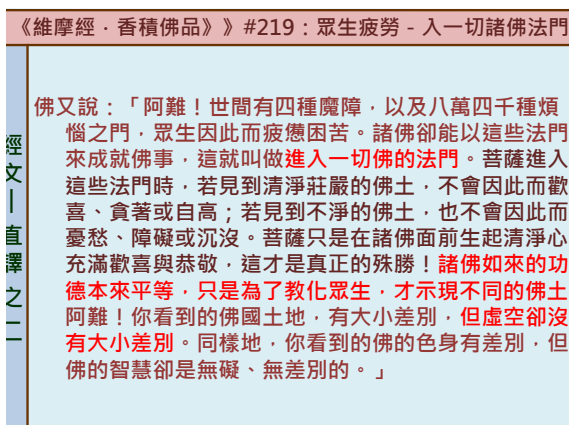 《維摩經．香積佛品》》#219：眾生疲勞 - 入一切諸佛法門
經文—直譯 之二
佛又說：「阿難！世間有四種魔障，以及八萬四千種煩
惱之門，眾生因此而疲憊困苦。諸佛卻能以這些法門
來成就佛事，這就叫做進入一切佛的法門。菩薩進入
這些法門時，若見到清淨莊嚴的佛土，不會因此而歡
喜、貪著或自高；若見到不淨的佛土，也不會因此而
憂愁、障礙或沉沒。菩薩只是在諸佛面前生起清淨心
充滿歡喜與恭敬，這才是真正的殊勝！諸佛如來的功
德本來平等，只是為了教化眾生，才示現不同的佛土
阿難！你看到的佛國土地，有大小差別，但虛空卻沒
有大小差別。同樣地，你看到的佛的色身有差別，但
佛的智慧卻是無礙、無差別的。」